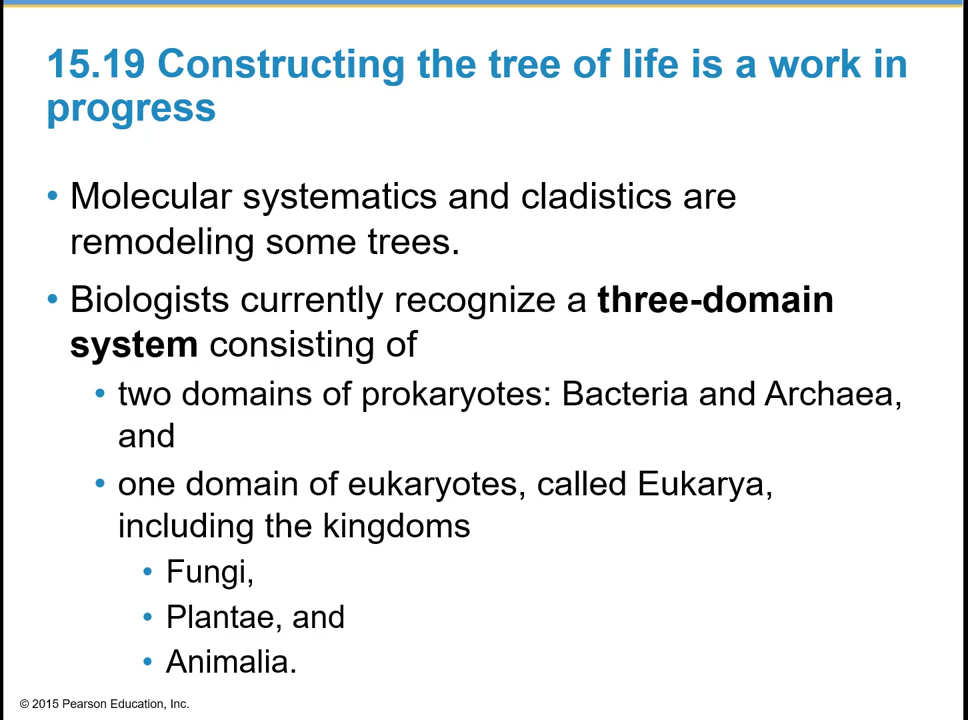 15.19 Constructing the tree of life is a work in
progress
• Molecular systematics and cladistics are
remodeling some trees.
• Biologists currently recognize a three-domain
system consisting of
• two domains of prokaryotes: Bacteria and Archaea,
and
• one domain of eukaryotes, called Eukarya,
including the kingdoms
• Fungi,
• Plantae, and
• Animalia.
© 2015 Pearson Education, Inc.